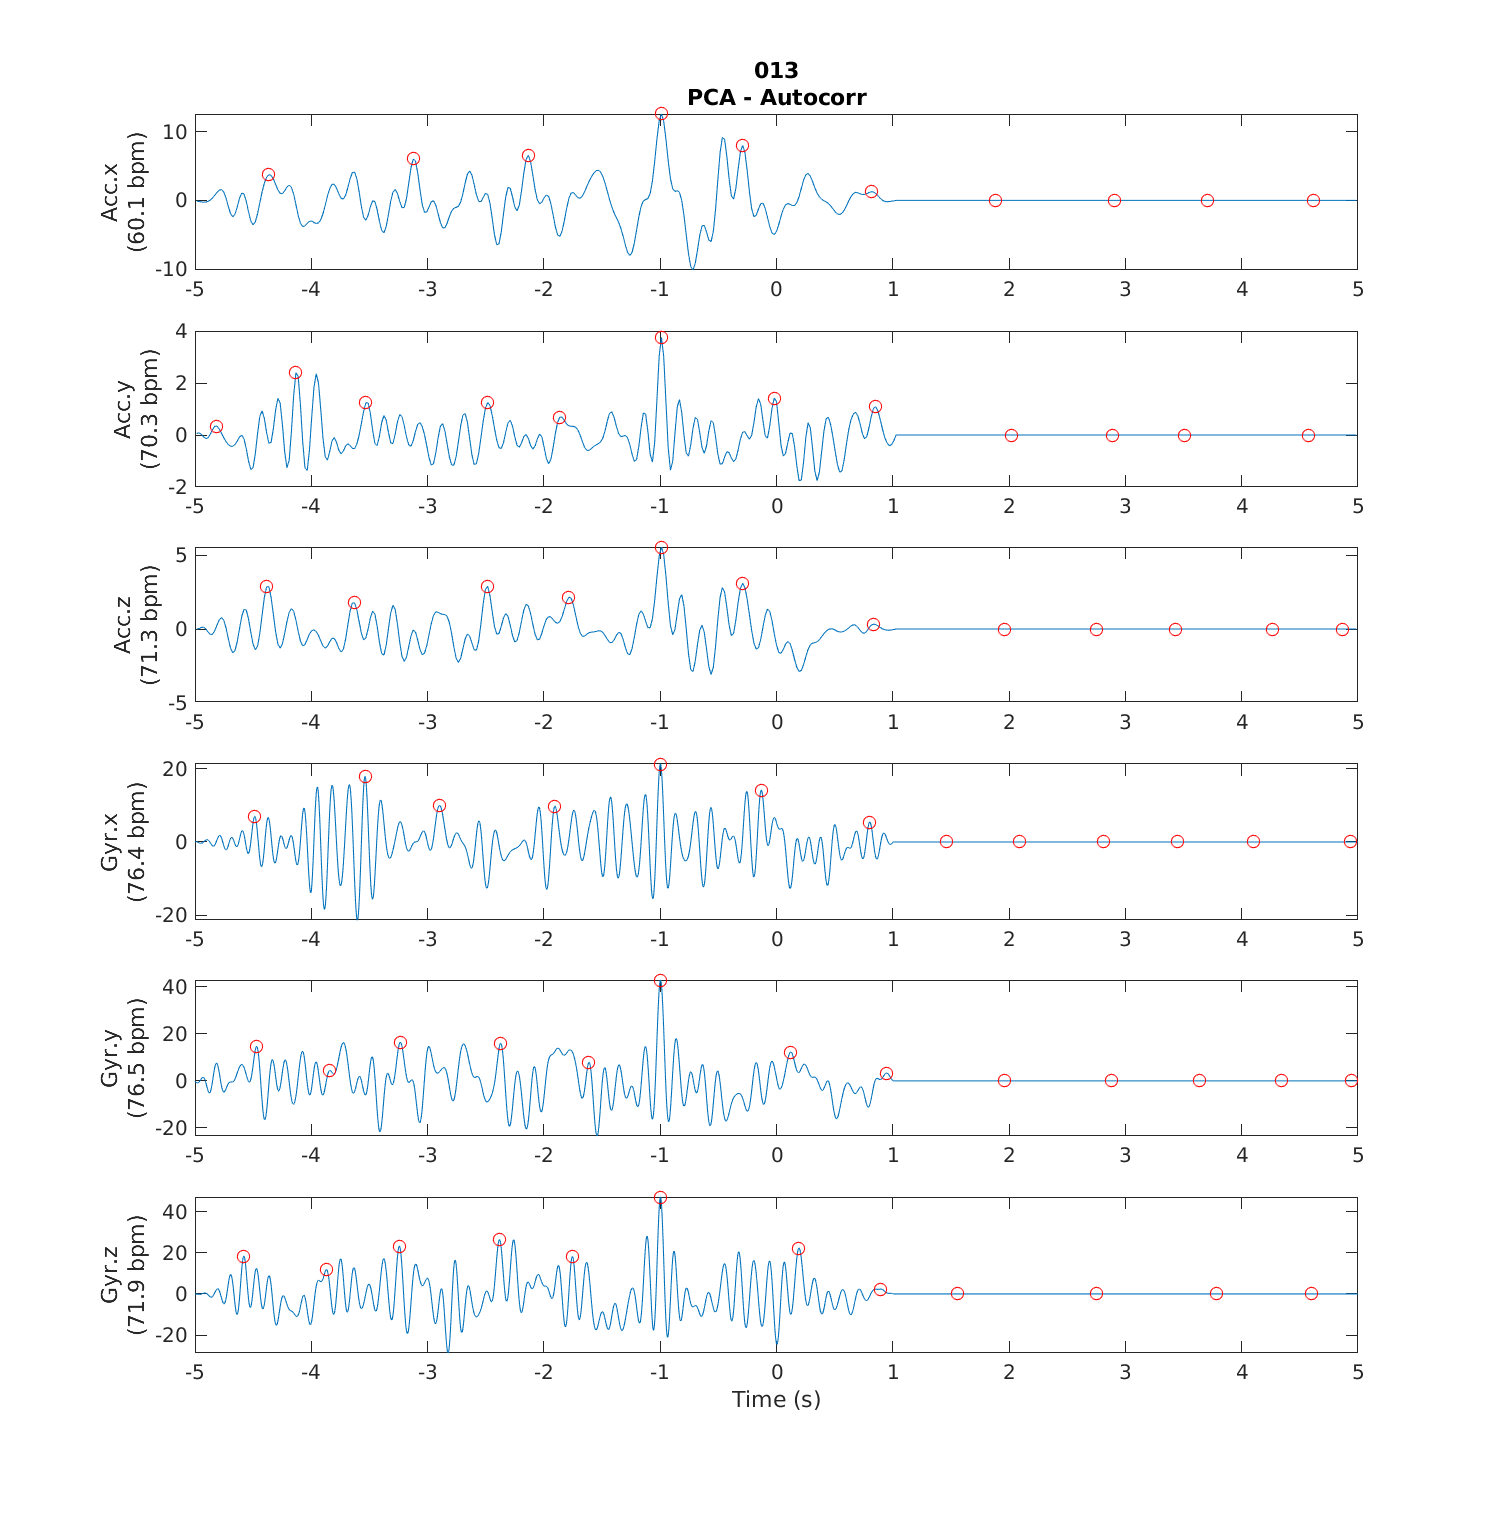 013
PCA - Autocorr
Acc.x
(60.1 bpm)
10
0
-10
-5 -4 -3 -2 -1 0 1 2 3 4 5
Acc.y
(70.3 bpm)
4
2
0
-2
-5 -4 -3 -2 -1 0 1 2 3 4 5
Acc.z
(71.3 bpm)
5
0
-5
-5 -4 -3 -2 -1 0 1 2 3 4 5
Gyr.x
(76.4 bpm)
20
0
-20
-5 -4 -3 -2 -1 0 1 2 3 4 5
Gyr.y
(76.5 bpm)
40
20
0
-20
-5 -4 -3 -2 -1 0 1 2 3 4 5
Gyr.z
(71.9 bpm)
40
20
0
-20
-5 -4 -3 -2 -1 0 1 2 3 4 5
Time (s)